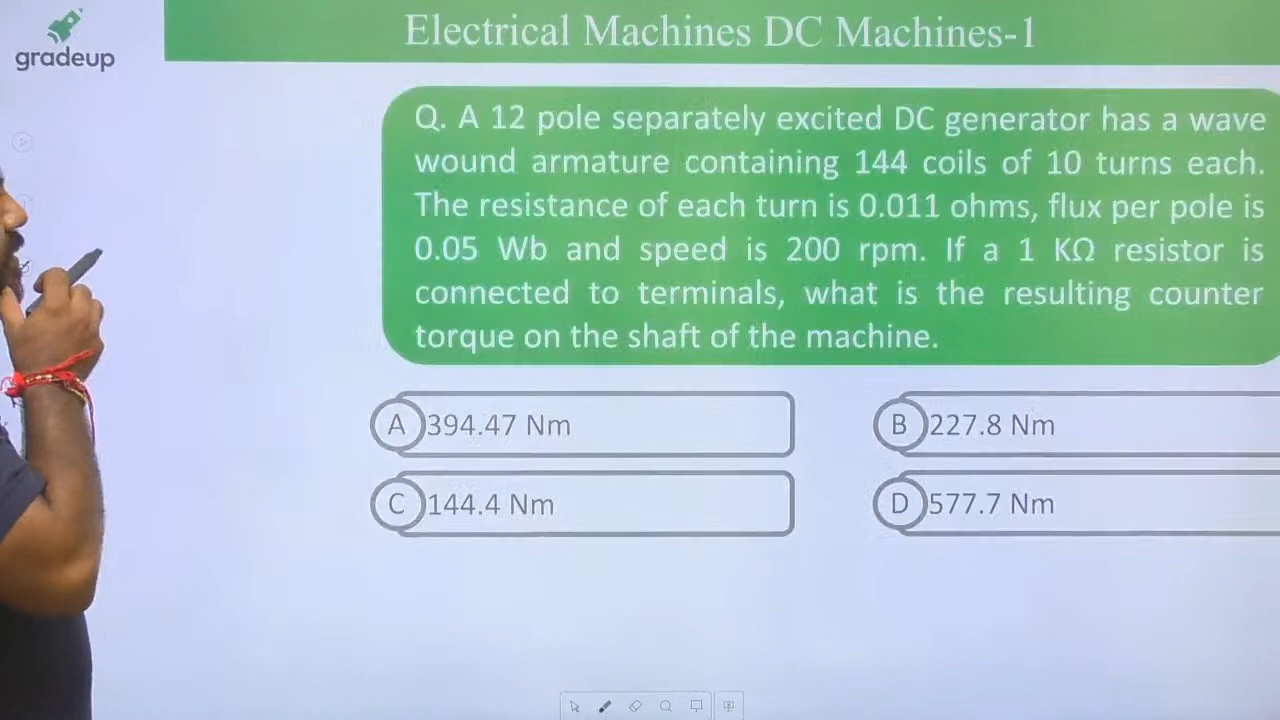 gradeup
Electrical Machines DC Machines-1
Q. A 12 pole separately excited DC generator has a wave
wound armature containing 144 coils of 10 turns each.
The resistance of each turn is 0.011 ohms, flux per pole is
0.05 Wb and speed is 200 rpm. If a 1 KΩ resistor is
connected to terminals, what is the resulting counter
torque on the shaft of the machine.
A 394.47 Nm
B 227.8 Nm
C 144.4 Nm
D 577.7 Nm